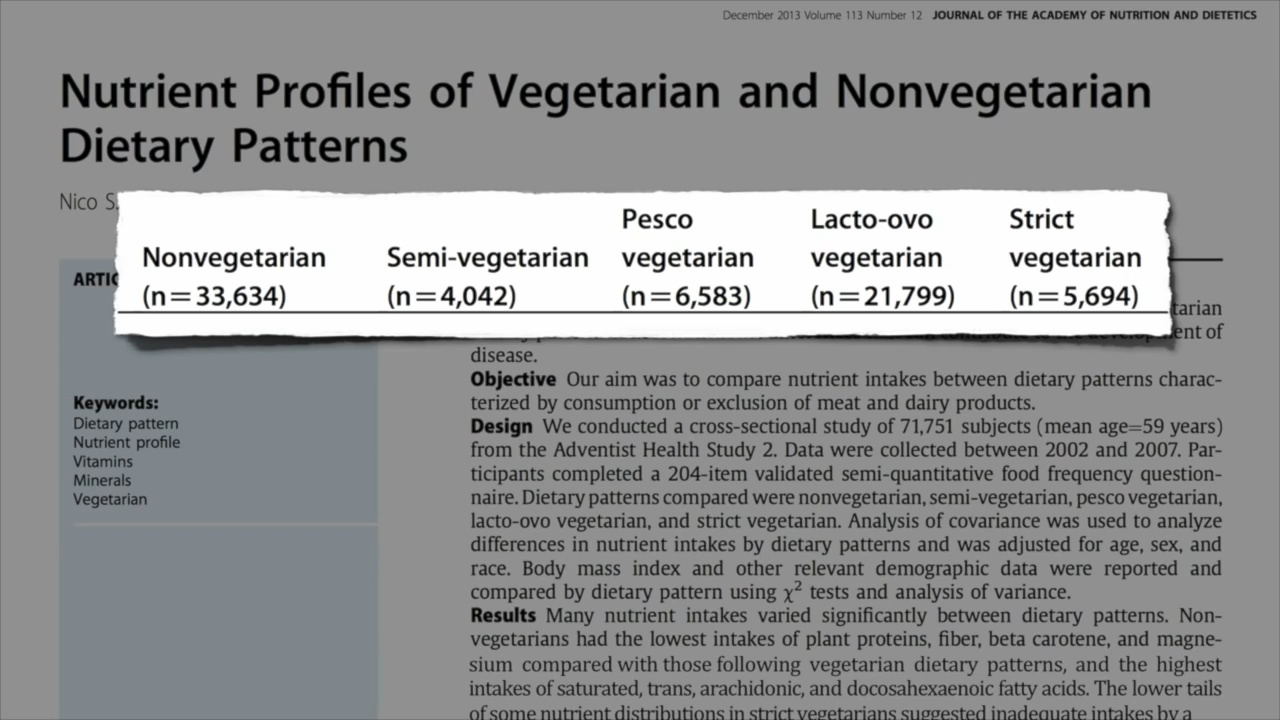 December 2013 Volume 113 Number 12 JOURNAL OF THE ACADEMY OF NUTRITION AND DIETETICS
Nutrient Profiles of Vegetarian and Nonvegetarian
Dietary Patterns
Nico S.
Nonvegetarian
(n=33,634)
Semi-vegetarian
(n=4,042)
Pesco
vegetarian
(n=6,583)
Lacto-ovo
vegetarian
(n=21,799)
Strict
vegetarian
(n=5,694)
Keywords:
Dietary pattern
Nutrient profile
Vitamins
Minerals
Vegetarian
disease.
Objective Our aim was to compare nutrient intakes between dietary patterns charac-
terized by consumption or exclusion of meat and dairy products.
Design We conducted a cross-sectional study of 71,751 subjects (mean age=59 years)
from the Adventist Health Study 2. Data were collected between 2002 and 2007. Par-
ticipants completed a 204-item validated semi-quantitative food frequency question-
naire. Dietary patterns compared were nonvegetarian, semi-vegetarian, pesco vegetarian,
lacto-ovo vegetarian, and strict vegetarian. Analysis of covariance was used to analyze
differences in nutrient intakes by dietary patterns and was adjusted for age, sex, and
race. Body mass index and other relevant demographic data were reported and
compared by dietary pattern using χ² tests and analysis of variance.
Results Many nutrient intakes varied significantly between dietary patterns. Non-
vegetarians had the lowest intakes of plant proteins, fiber, beta carotene, and magne-
sium compared with those following vegetarian dietary patterns, and the highest
intakes of saturated, trans, arachidonic, and docosahexaenoic fatty acids. The lower tails
of some nutrient distributions in strict vegetarians suggested inadequate intakes by a